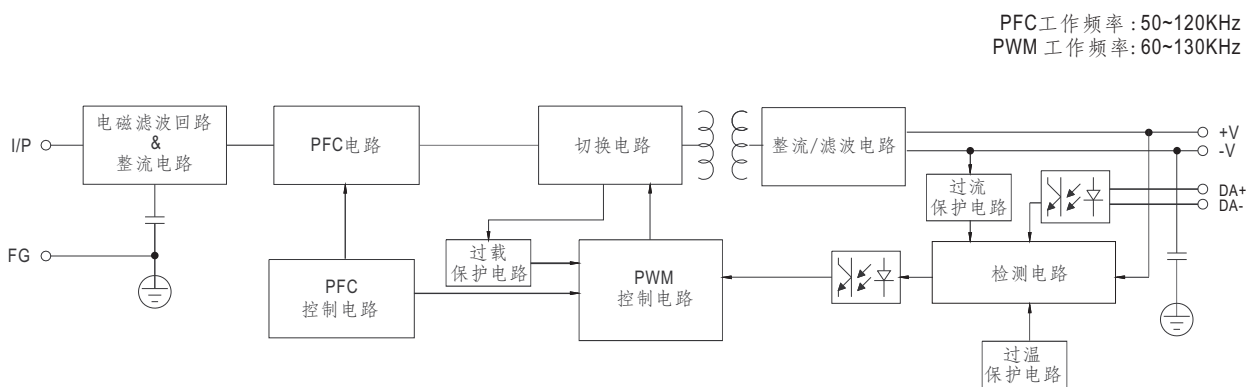 PFC工作频率:50~120KHz
PWM 工作频率:60~130KHz
I/P
电磁滤波回路
&
整流电路
PFC电路
切换电路
整流/滤波电路
+V
-V
过流
保护电路
DA+
DA-
FG
过载
保护电路
PFC
控制电路
PWM
控制电路
检测电路
过温
保护电路